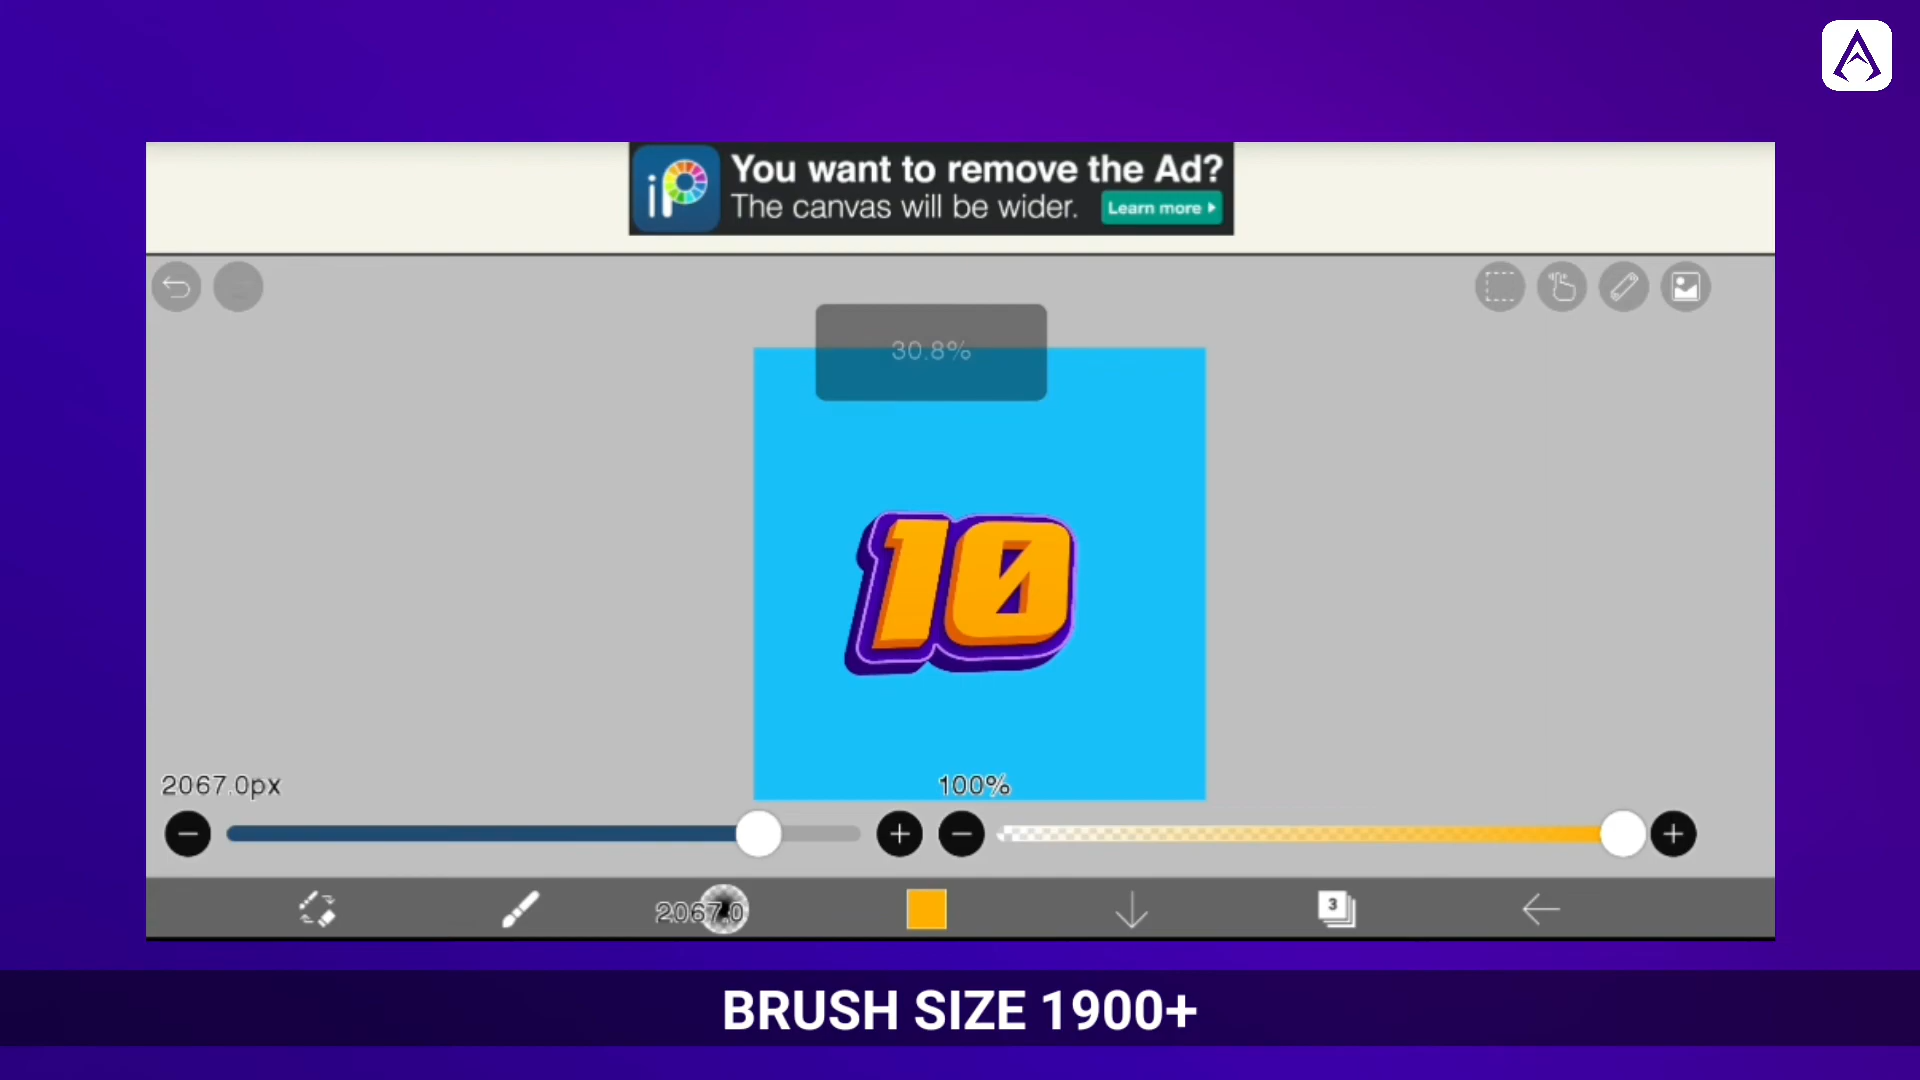 iP
You want to remove the Ad?
The canvas will be wider.
Learn more
30.8%
10
2067.0px
100%
2067.0
3
BRUSH SIZE 1900+